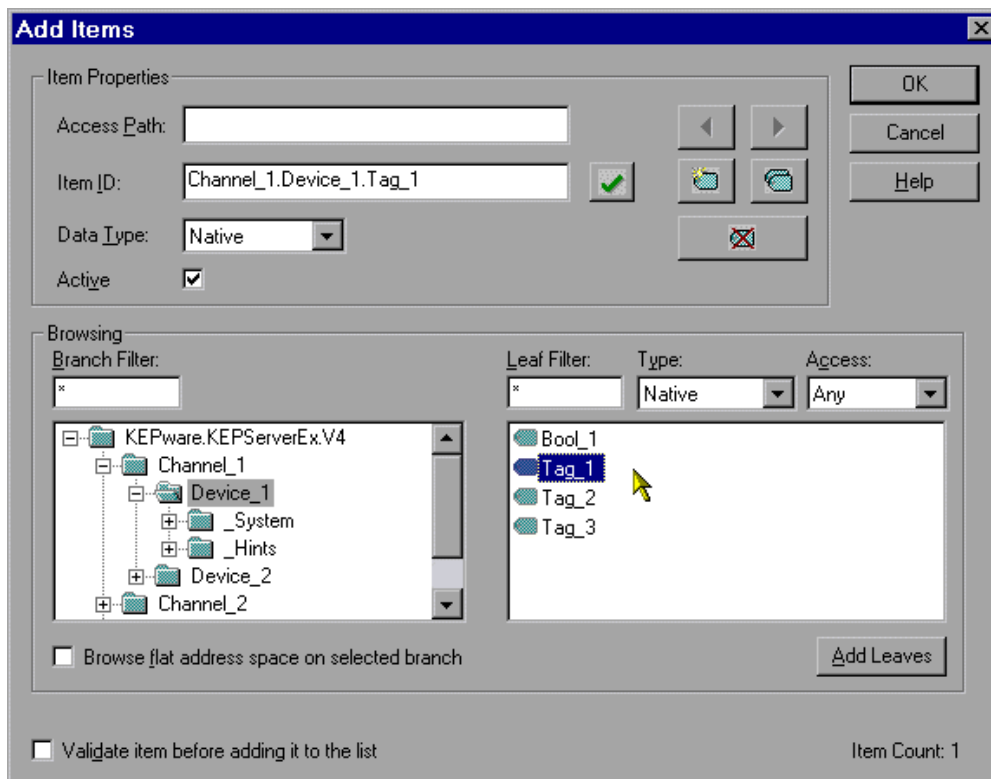 Add Items
Item Properties
Access Path:
OK
Cancel
Item ID:
Channel_1.Device_1.Tag_1
Help
Data Type:
Native
Active
Browsing
Branch Filter:
Leaf Filter:
Type:
Access:
*
*
Native
Any
KEPware.KEPServerEx.V4
Channel_1
Device_1
_System
_Hints
Device_2
Channel_2
Bool_1
Tag_1
Tag_2
Tag_3
Browse flat address space on selected branch
Add Leaves
Validate item before adding it to the list
Item Count: 1